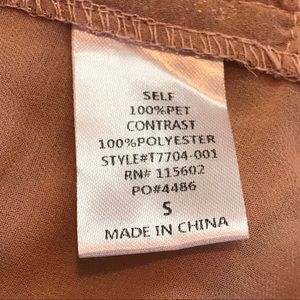 SELF
100%PET
CONTRAST
100%POLYESTER
STYLE#T7704-001
RN# 115602
PO#4486
S
MADE IN CHINA